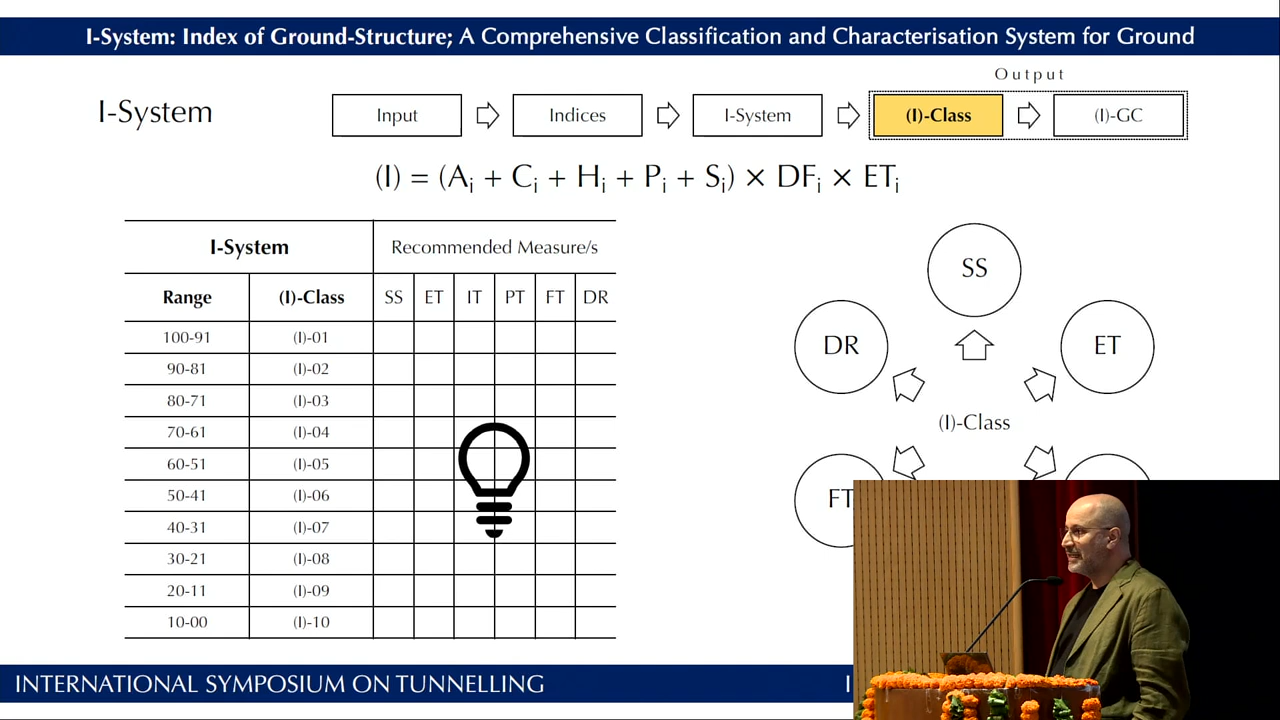 I-System: Index of Ground-Structure; A Comprehensive Classification and Characterisation System for Ground
Output
I-System
Input
Indices
I-System
(I)-Class
(I)-GC
(I) = (Ai + Ci + Hi + Pi + Si) × DFi × ETi
I-System Recommended Measure/s
Range (I)-Class SS ET IT PT FT DR
100-91 (I)-01
90-81 (I)-02
80-71 (I)-03
70-61 (I)-04
60-51 (I)-05
50-41 (I)-06
40-31 (I)-07
30-21 (I)-08
20-11 (I)-09
10-00 (I)-10
SS
DR
ET
(I)-Class
FT
INTERNATIONAL SYMPOSIUM ON TUNNELLING